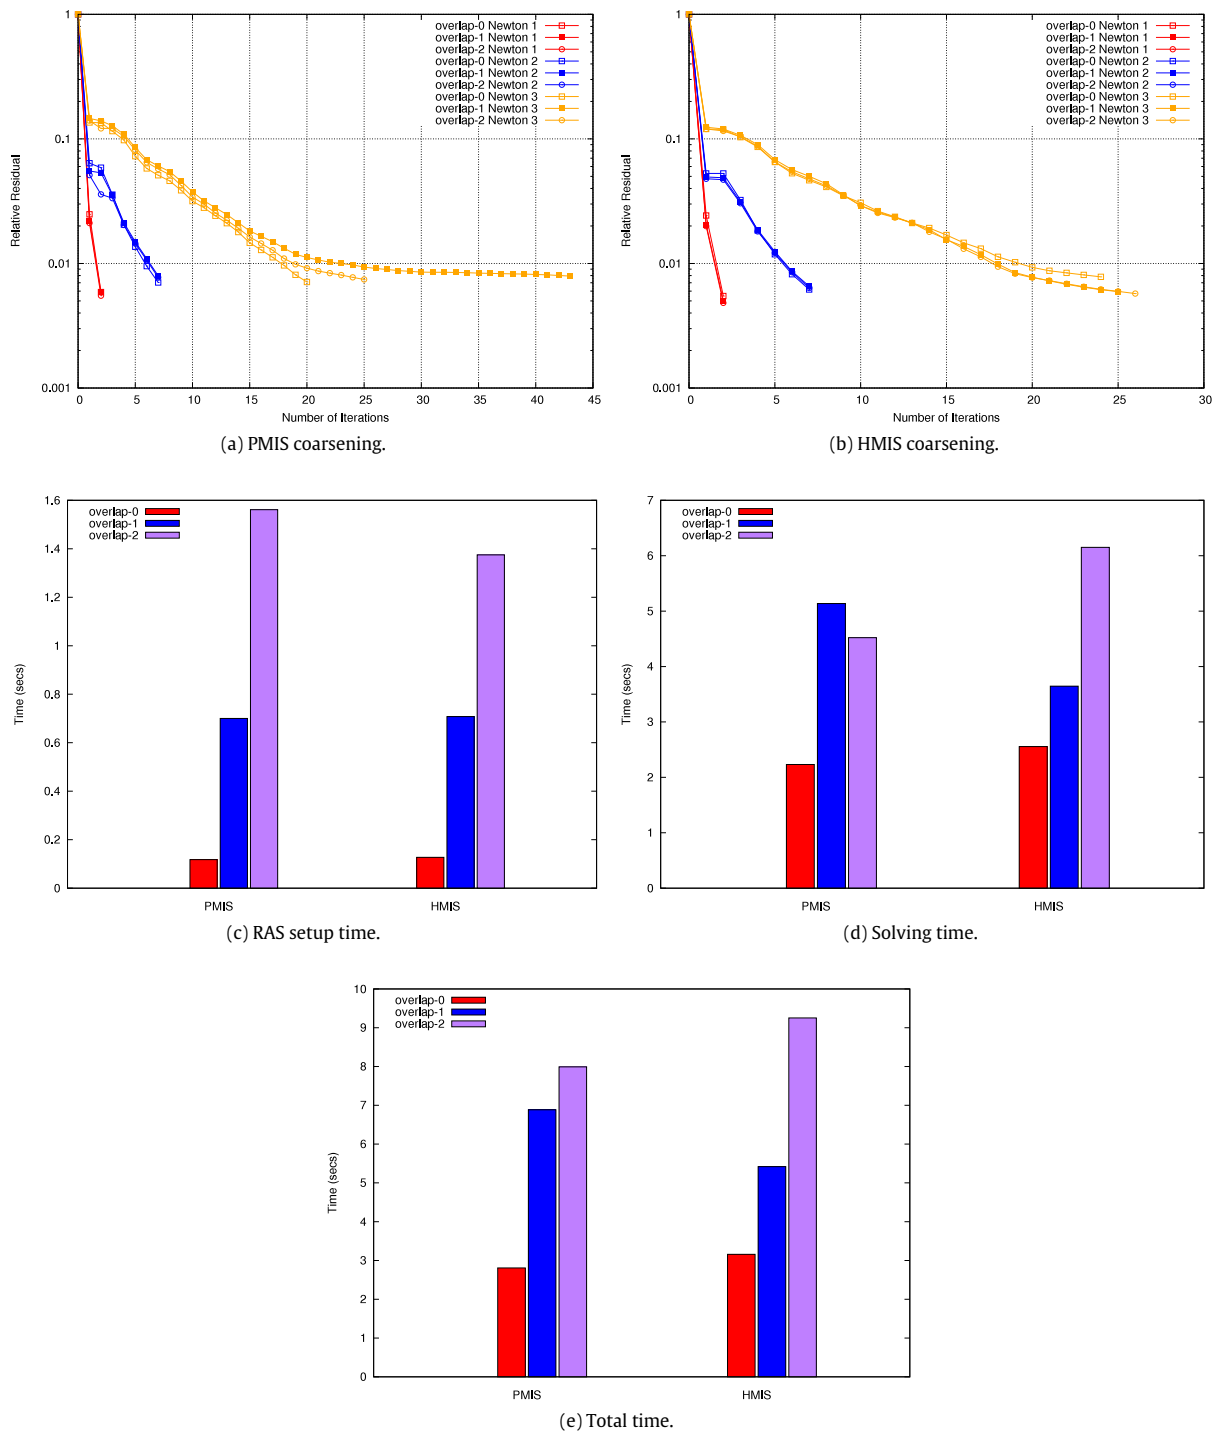 1
0.1
0.01
0.001
Relative Residual
0 5 10 15 20 25 30 35 40 45
Number of Iterations
overlap-0 Newton 1
overlap-1 Newton 1
overlap-2 Newton 1
overlap-0 Newton 2
overlap-1 Newton 2
overlap-2 Newton 2
overlap-0 Newton 3
overlap-1 Newton 3
overlap-2 Newton 3
(a) PMIS coarsening.
1
0.1
0.01
0.001
Relative Residual
0 5 10 15 20 25 30
Number of Iterations
overlap-0 Newton 1
overlap-1 Newton 1
overlap-2 Newton 1
overlap-0 Newton 2
overlap-1 Newton 2
overlap-2 Newton 2
overlap-0 Newton 3
overlap-1 Newton 3
overlap-2 Newton 3
(b) HMIS coarsening.
1.6
1.4
1.2
1
0.8
0.6
0.4
0.2
0
Time (secs)
overlap-0
overlap-1
overlap-2
PMIS HMIS
(c) RAS setup time.
7
6
5
4
3
2
1
0
Time (secs)
overlap-0
overlap-1
overlap-2
PMIS HMIS
(d) Solving time.
10
9
8
7
6
5
4
3
2
1
0
Time (secs)
overlap-0
overlap-1
overlap-2
PMIS HMIS
(e) Total time.